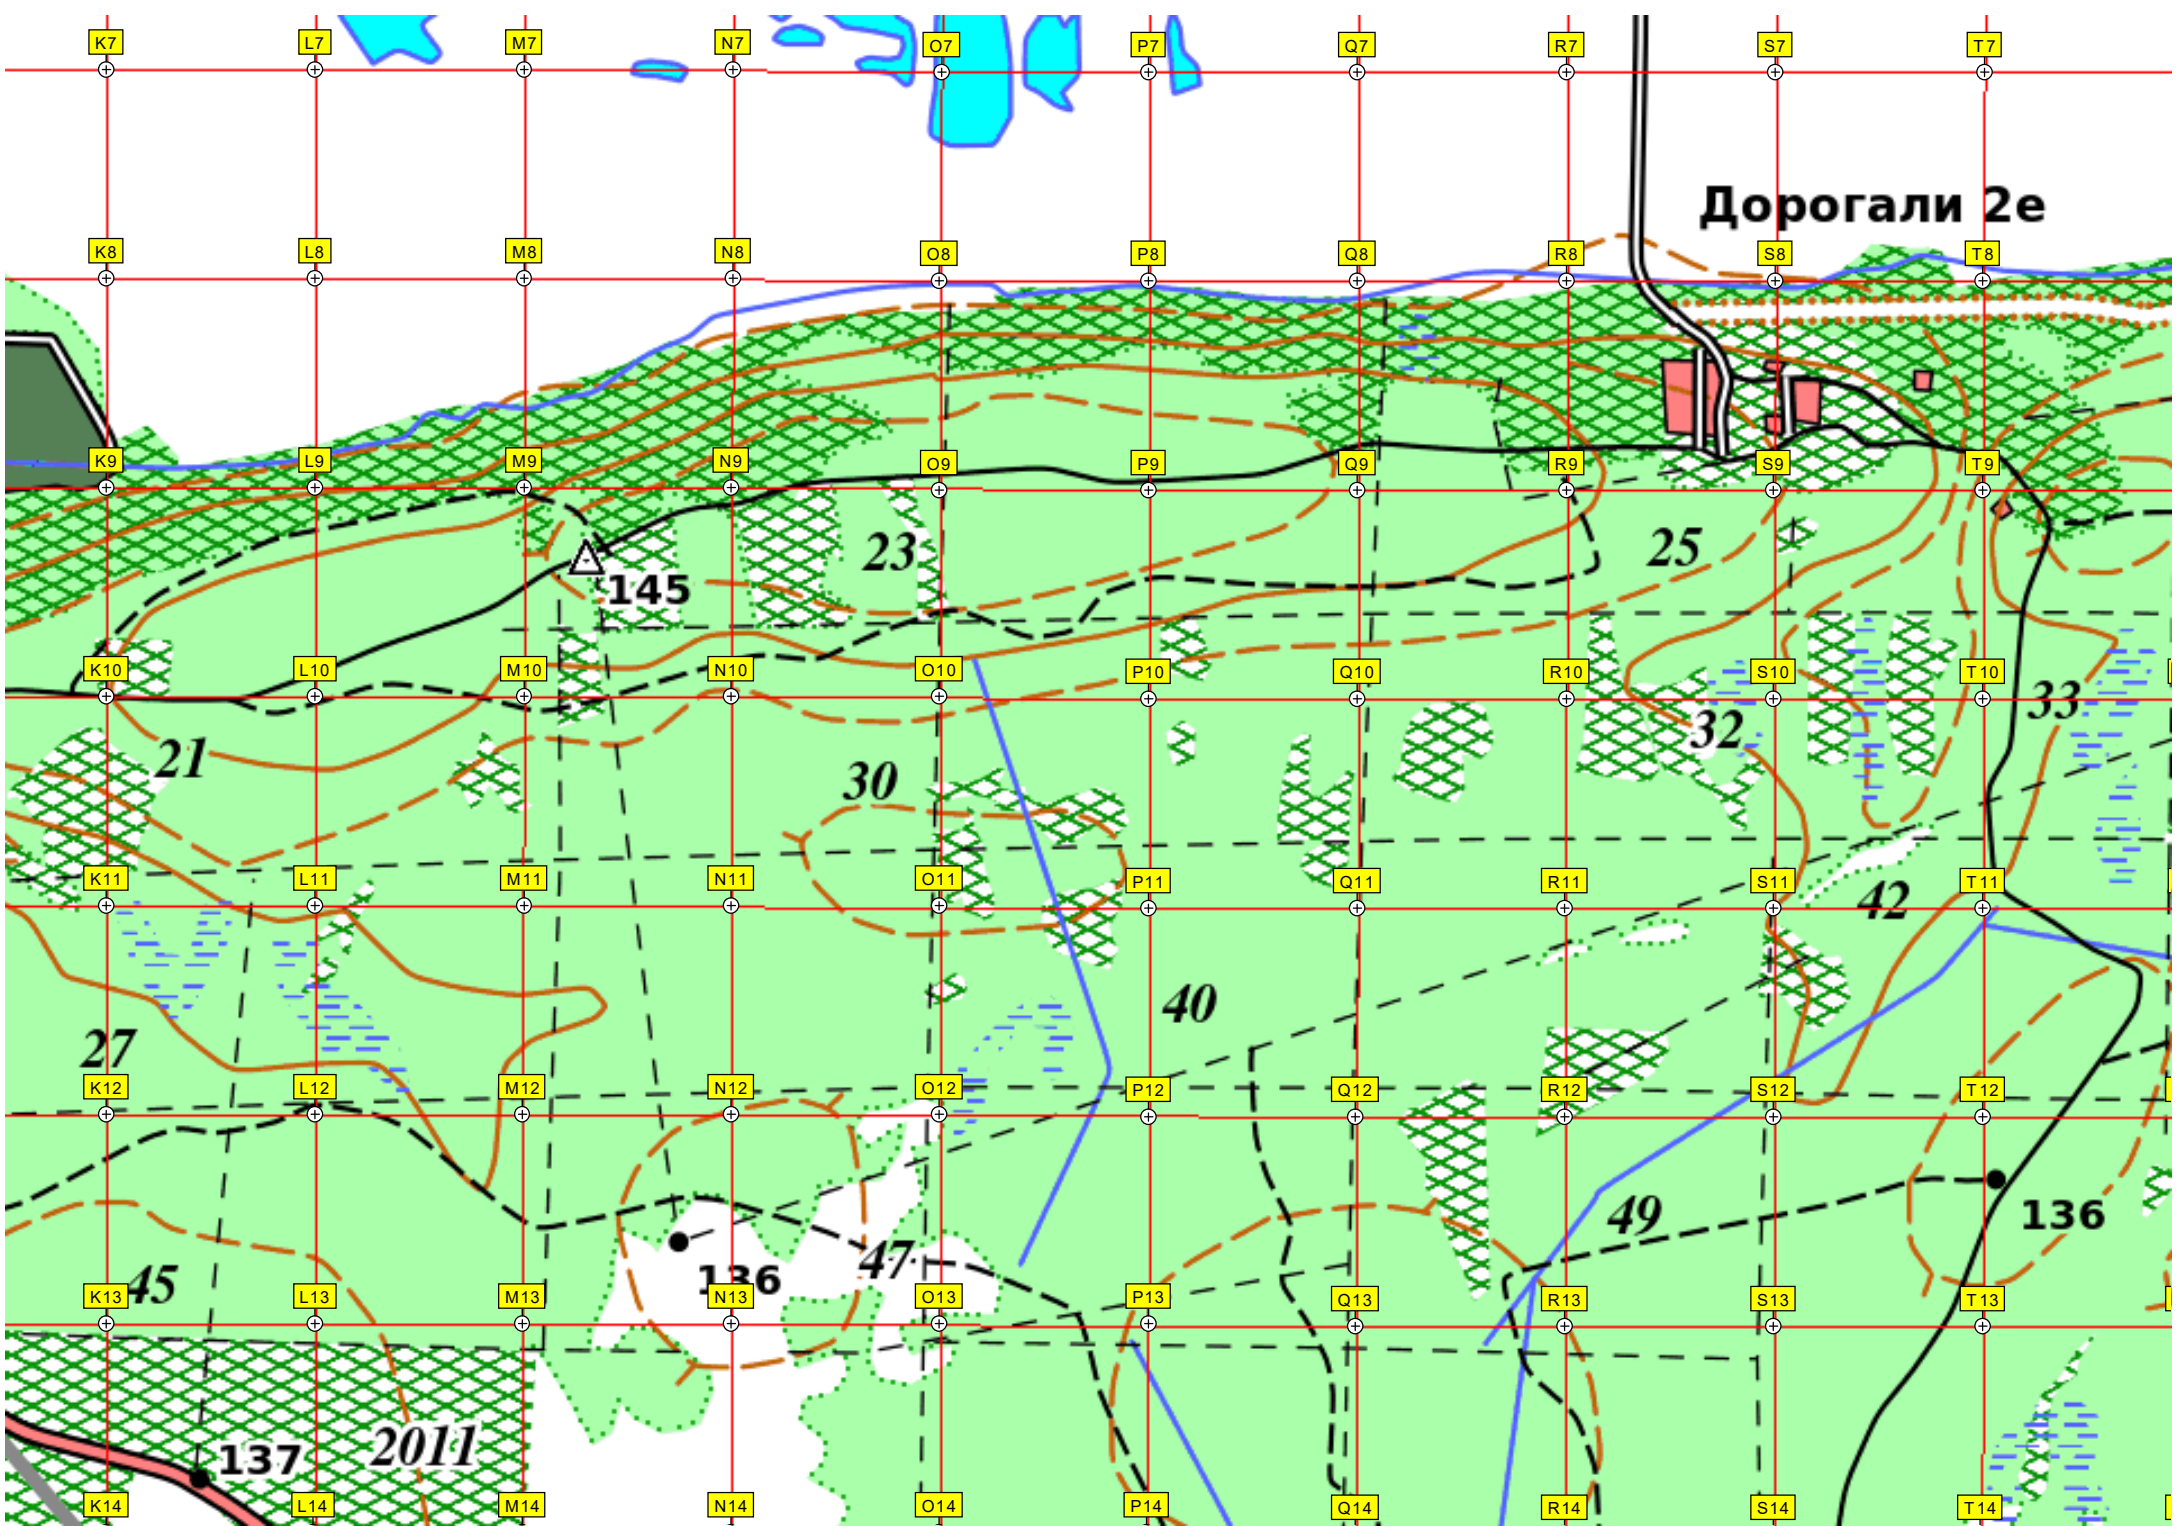 K7 L7 M7 N7 O7 P7 Q7 R7 S7 T7
Дорогали 2е
K8 L8 M8 N8 O8 P8 Q8 R8 S8 T8
K9 L9 M9 N9 O9 P9 Q9 R9 S9 T9
23 25
145
K10 L10 M10 N10 O10 P10 Q10 R10 S10 T10
21 30 32 33
K11 L11 M11 N11 O11 P11 Q11 R11 S11 T11
42
27 40
K12 L12 M12 N12 O12 P12 Q12 R12 S12 T12
49 136
45 136 47
K13 L13 M13 N13 O13 P13 Q13 R13 S13 T13
137 2011
K14 L14 M14 N14 O14 P14 Q14 R14 S14 T14